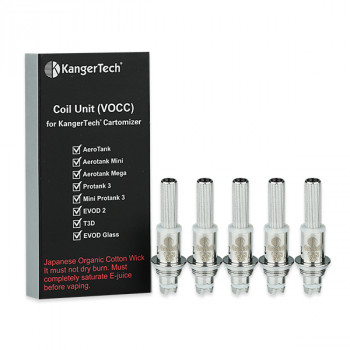 KangerTech®
Coil Unit (VOCC)
for KangerTech® Cartomizer
AeroTank
Aerotank Mini
Aerotank Mega
Protank 3
Mini Protank 3
EVOD 2
T3D
EVOD Glass
Japanese Organic Cotton Wick
It must not dry burn. Must
completely saturate E-juice
before vaping.